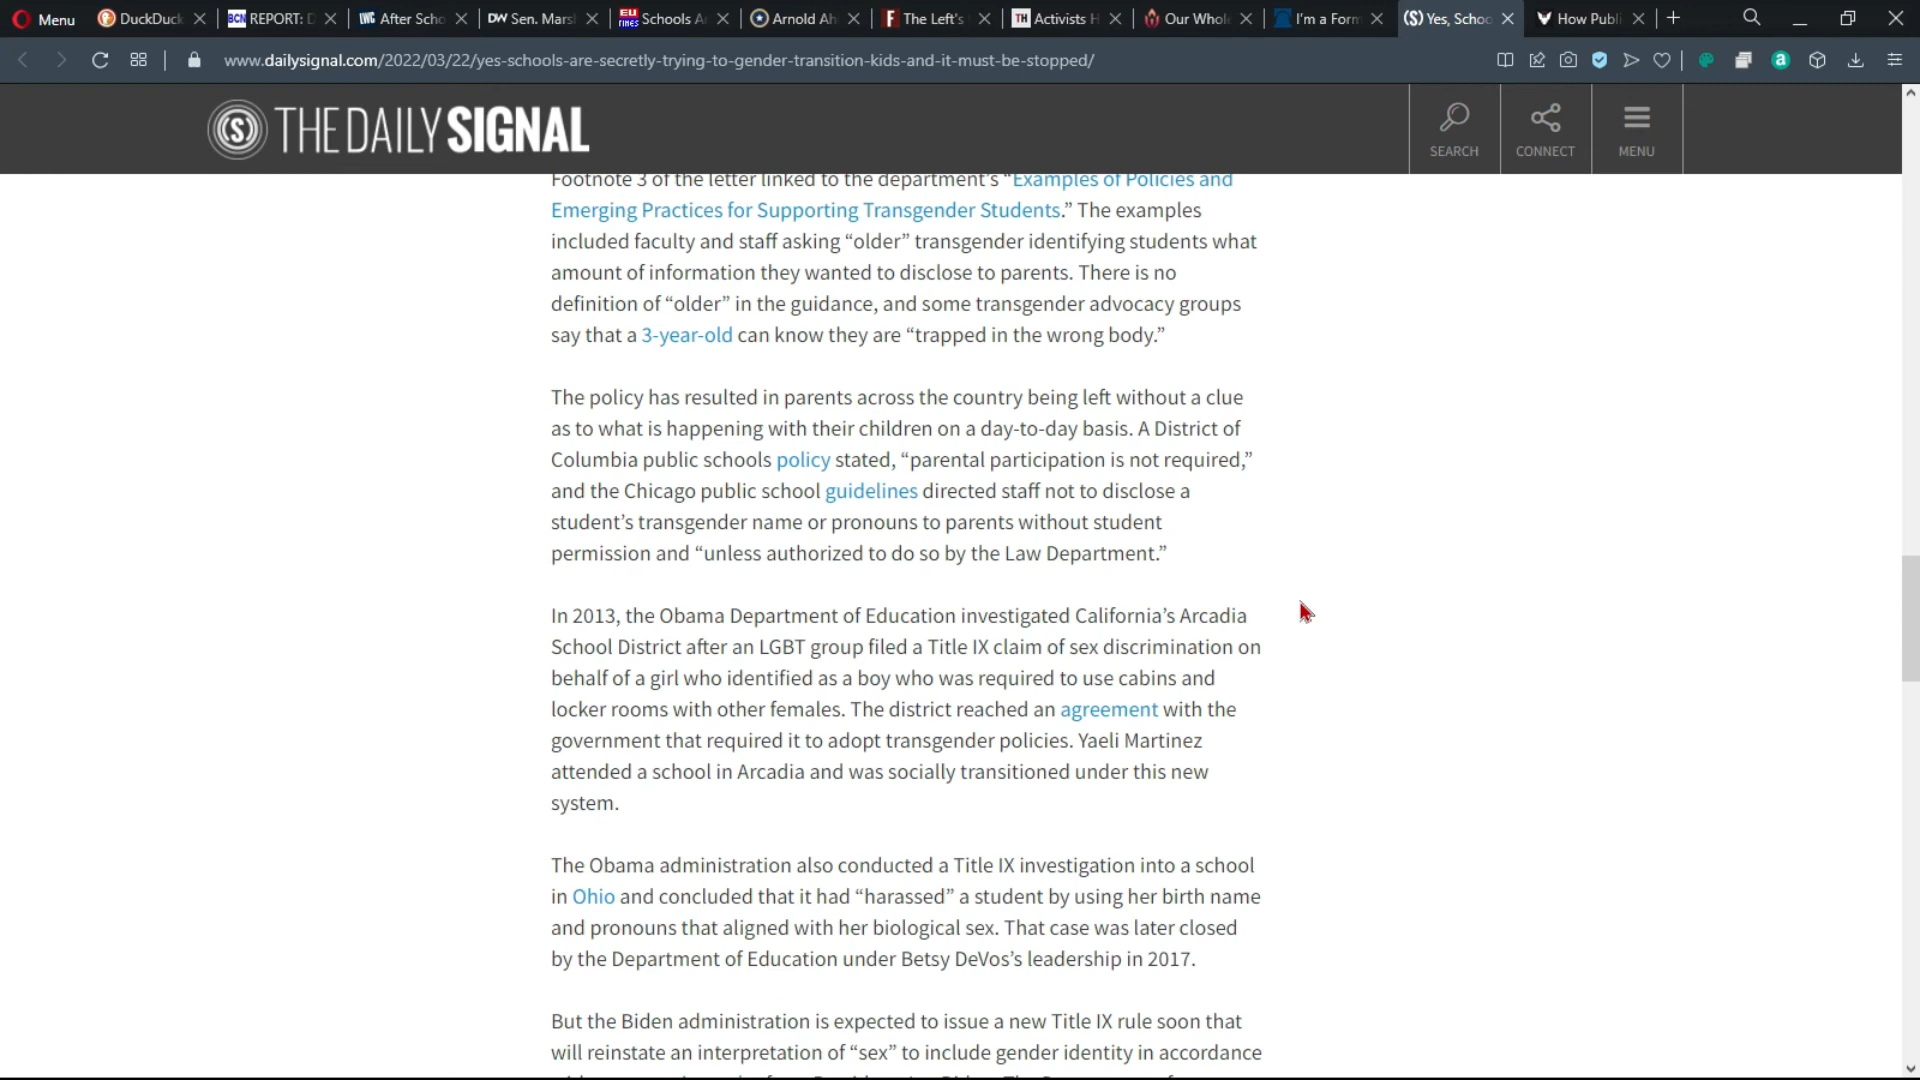 Menu
DuckDuck
BCN REPORT: D
IWC After Scho
DW Sen. Mars
EU TIMES Schools A
Arnold Ah
F The Left's
TH Activists H
Our Whol
I'm a Form
(S) Yes, Schoo
How Publi
www.dailysignal.com/2022/03/22/yes-schools-are-secretly-trying-to-gender-transition-kids-and-it-must-be-stopped/
a
(S) THE DAILY SIGNAL
SEARCH
CONNECT
MENU
Footnote 3 of the letter linked to the department's “Examples of Policies and
Emerging Practices for Supporting Transgender Students.” The examples
included faculty and staff asking “older” transgender identifying students what
amount of information they wanted to disclose to parents. There is no
definition of “older” in the guidance, and some transgender advocacy groups
say that a 3-year-old can know they are “trapped in the wrong body.”
The policy has resulted in parents across the country being left without a clue
as to what is happening with their children on a day-to-day basis. A District of
Columbia public schools policy stated, “parental participation is not required,”
and the Chicago public school guidelines directed staff not to disclose a
student’s transgender name or pronouns to parents without student
permission and “unless authorized to do so by the Law Department.”
In 2013, the Obama Department of Education investigated California’s Arcadia
School District after an LGBT group filed a Title IX claim of sex discrimination on
behalf of a girl who identified as a boy who was required to use cabins and
locker rooms with other females. The district reached an agreement with the
government that required it to adopt transgender policies. Yaeli Martinez
attended a school in Arcadia and was socially transitioned under this new
system.
The Obama administration also conducted a Title IX investigation into a school
in Ohio and concluded that it had “harassed” a student by using her birth name
and pronouns that aligned with her biological sex. That case was later closed
by the Department of Education under Betsy DeVos’s leadership in 2017.
But the Biden administration is expected to issue a new Title IX rule soon that
will reinstate an interpretation of “sex” to include gender identity in accordance